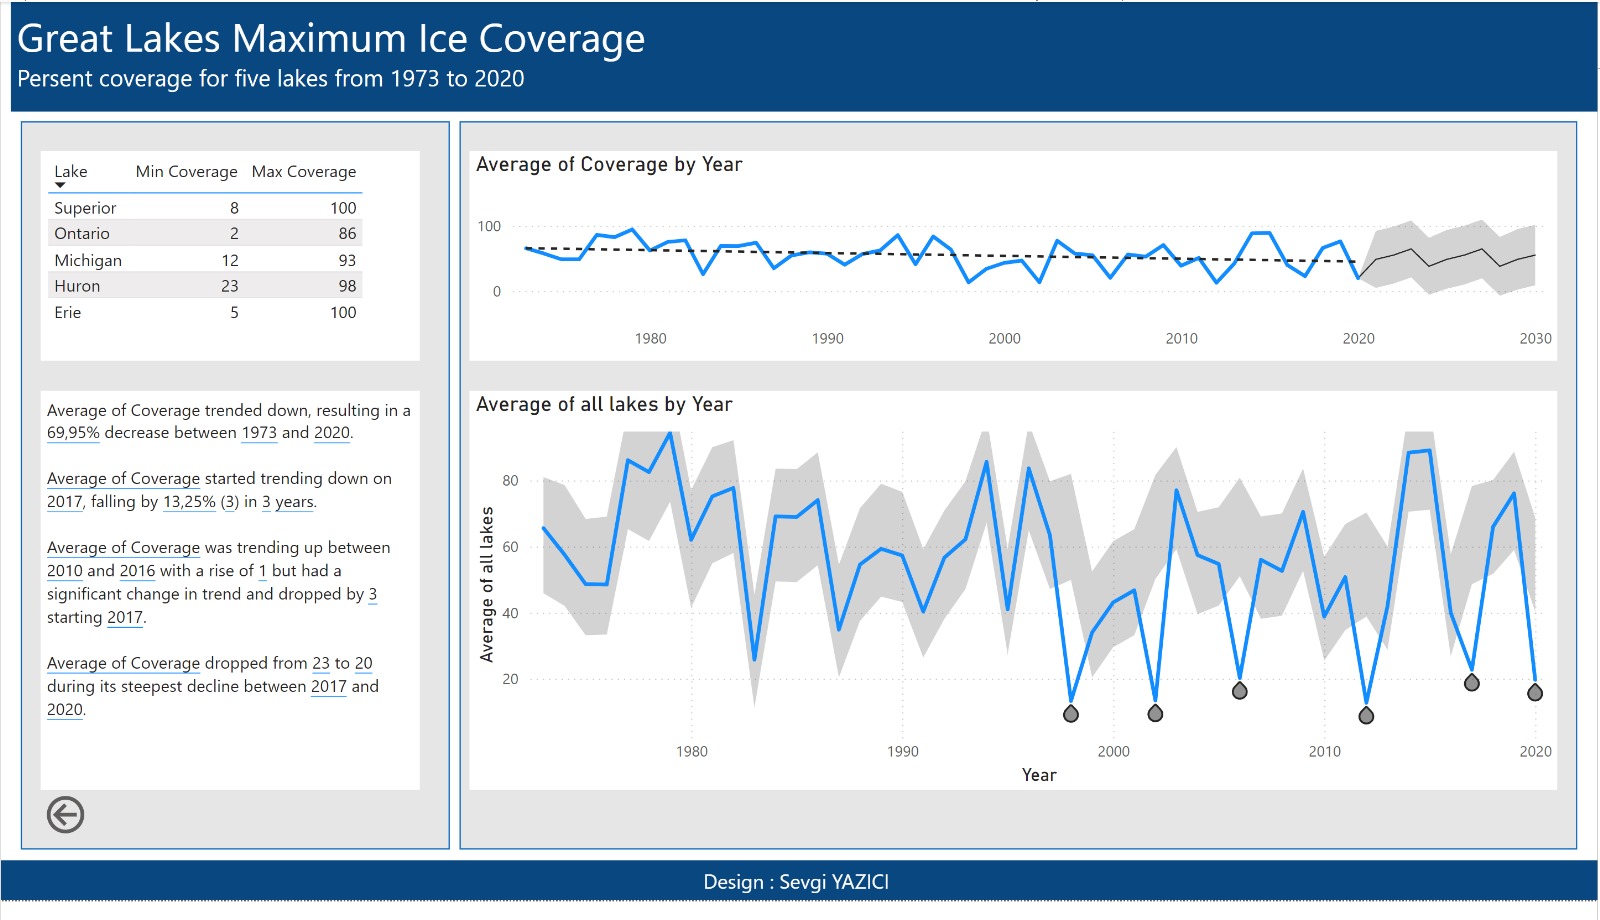 Great Lakes Maximum Ice Coverage
Persent coverage for five lakes from 1973 to 2020
Lake Min Coverage Max Coverage
Superior 8 100
Ontario 2 86
Michigan 12 93
Huron 23 98
Erie 5 100
Average of Coverage trended down, resulting in a
69,95% decrease between 1973 and 2020.
Average of Coverage started trending down on
2017, falling by 13,25% (3) in 3 years.
Average of Coverage was trending up between
2010 and 2016 with a rise of 1 but had a
significant change in trend and dropped by 3
starting 2017.
Average of Coverage dropped from 23 to 20
during its steepest decline between 2017 and
2020.
Average of Coverage by Year
100
0
1980 1990 2000 2010 2020 2030
Average of all lakes by Year
Average of all lakes
80
60
40
20
1980 1990 2000 2010 2020
Year
Design : Sevgi YAZICI